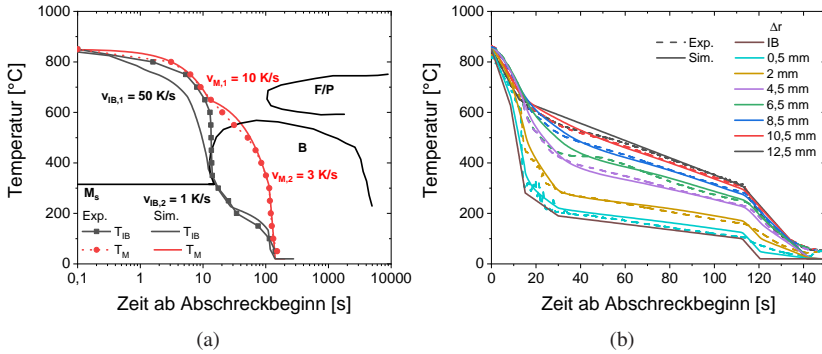 Temperatur [°C]
1000
800
600
400
200
0
v_M,1 = 10 K/s
F/P
v_IB,1 = 50 K/s
B
v_M,2 = 3 K/s
M_s
v_IB,2 = 1 K/s
Exp. Sim.
T_IB T_IB
T_M T_M
0,1 1 10 100 1000 10000
Zeit ab Abschreckbeginn [s]
(a)
Temperatur [°C]
1000
800
600
400
200
0
Δr
Exp. IB
Sim. 0,5 mm
2 mm
4,5 mm
6,5 mm
8,5 mm
10,5 mm
12,5 mm
0 20 40 60 80 100 120 140
Zeit ab Abschreckbeginn [s]
(b)